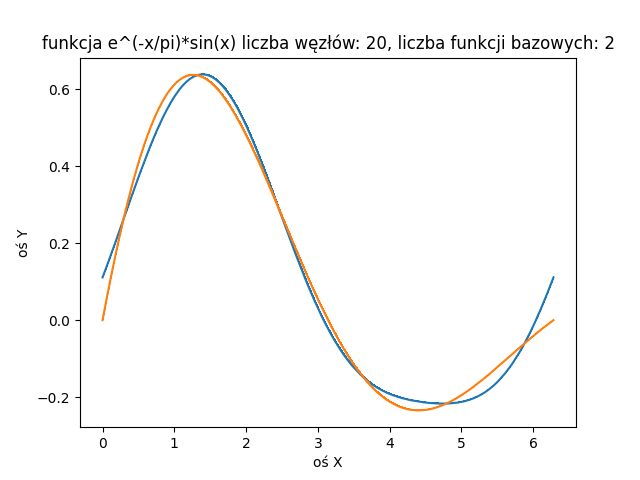 funkcja e^(-x/pi)*sin(x) liczba węzłów: 20, liczba funkcji bazowych: 2
oś Y
0.6
0.4
0.2
0.0
−0.2
0 1 2 3 4 5 6
oś X